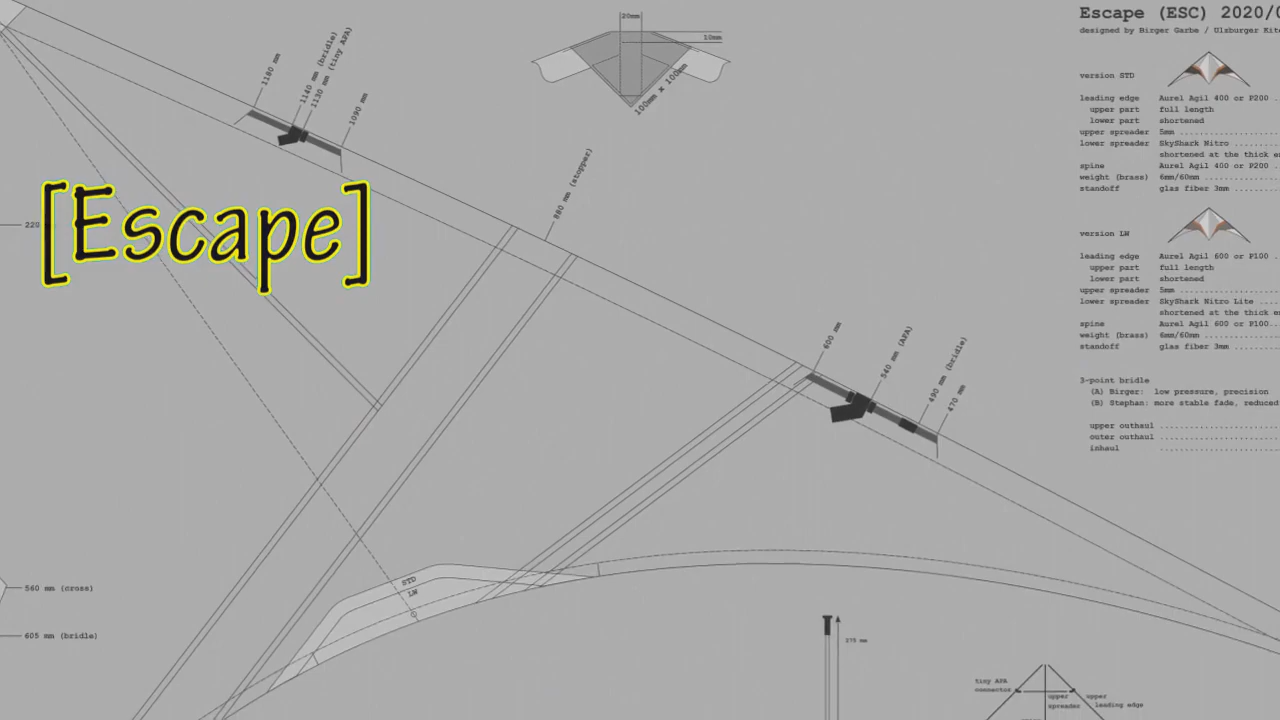 20mm
10mm
100mm x 100mm
1180 mm
1140 mm (bridle)
1130 mm (tiny APA)
1090 mm
[Escape]
220
880 mm (stopper)
600 mm
540 mm (APA)
490 mm (bridle)
470 mm
STD
LW
560 mm (cross)
605 mm (bridle)
275 mm
tiny APA
connector
upper
spreader
upper
leading edge
Escape (ESC) 2020/0
designed by Birger Garbe / Ulzburger Kite
version STD
leading edge Aurel Agil 400 or P200 .
upper part full length
lower part shortened
upper spreader 5mm ..................
lower spreader SkyShark Nitro .........
shortened at the thick e
spine Aurel Agil 400 or P200 ...
weight (brass) 6mm/60mm ...............
standoff glas fiber 3mm .........
version LW
leading edge Aurel Agil 600 or P100 .
upper part full length
lower part shortened
upper spreader 5mm ..................
lower spreader SkyShark Nitro Lite ....
shortened at the thick e
spine Aurel Agil 600 or P100..
weight (brass) 6mm/60mm ...............
standoff glas fiber 3mm .........
3-point bridle
(A) Birger: low pressure, precision
(B) Stephan: more stable fade, reduced
upper outhaul ......................
outer outhaul ......................
inhaul ......................